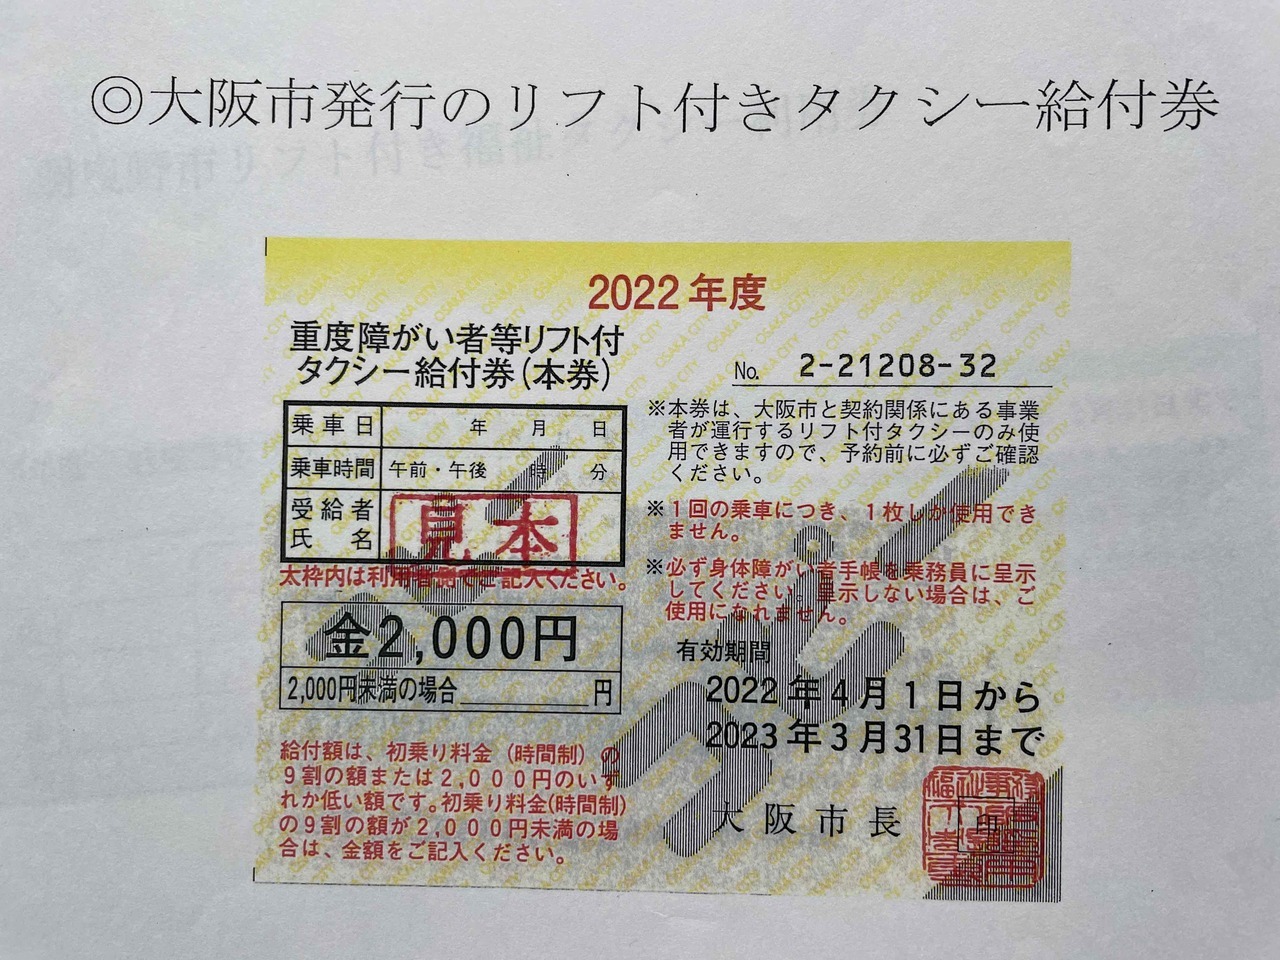 ◎大阪市発行のリフト付きタクシー給付券
2022年度
重度障がい者等リフト付
タクシー給付券(本券)
No. 2-21208-32
乗車日 年 月 日
乗車時間 午前・午後 時 分
受給者
氏名
見本
太枠内は利用者側でご記入ください。
金2,000円
2,000円未満の場合 円
給付額は、初乗り料金(時間制)の
9割の額または2,000円のいず
れか低い額です。初乗り料金(時間制)
の9割の額が2,000円未満の場
合は、金額をご記入ください。
※本券は、大阪市と契約関係にある事業
者が運行するリフト付タクシーのみ使
用できますので、予約前に必ずご確認
ください。
※1回の乗車につき、1枚しか使用でき
ません。
※必ず身体障がい者手帳を乗務員に呈示
してください。呈示しない場合は、ご
使用になれません。
有効期間
2022年4月1日から
2023年3月31日まで
大阪市長
印
OSAKA CITY